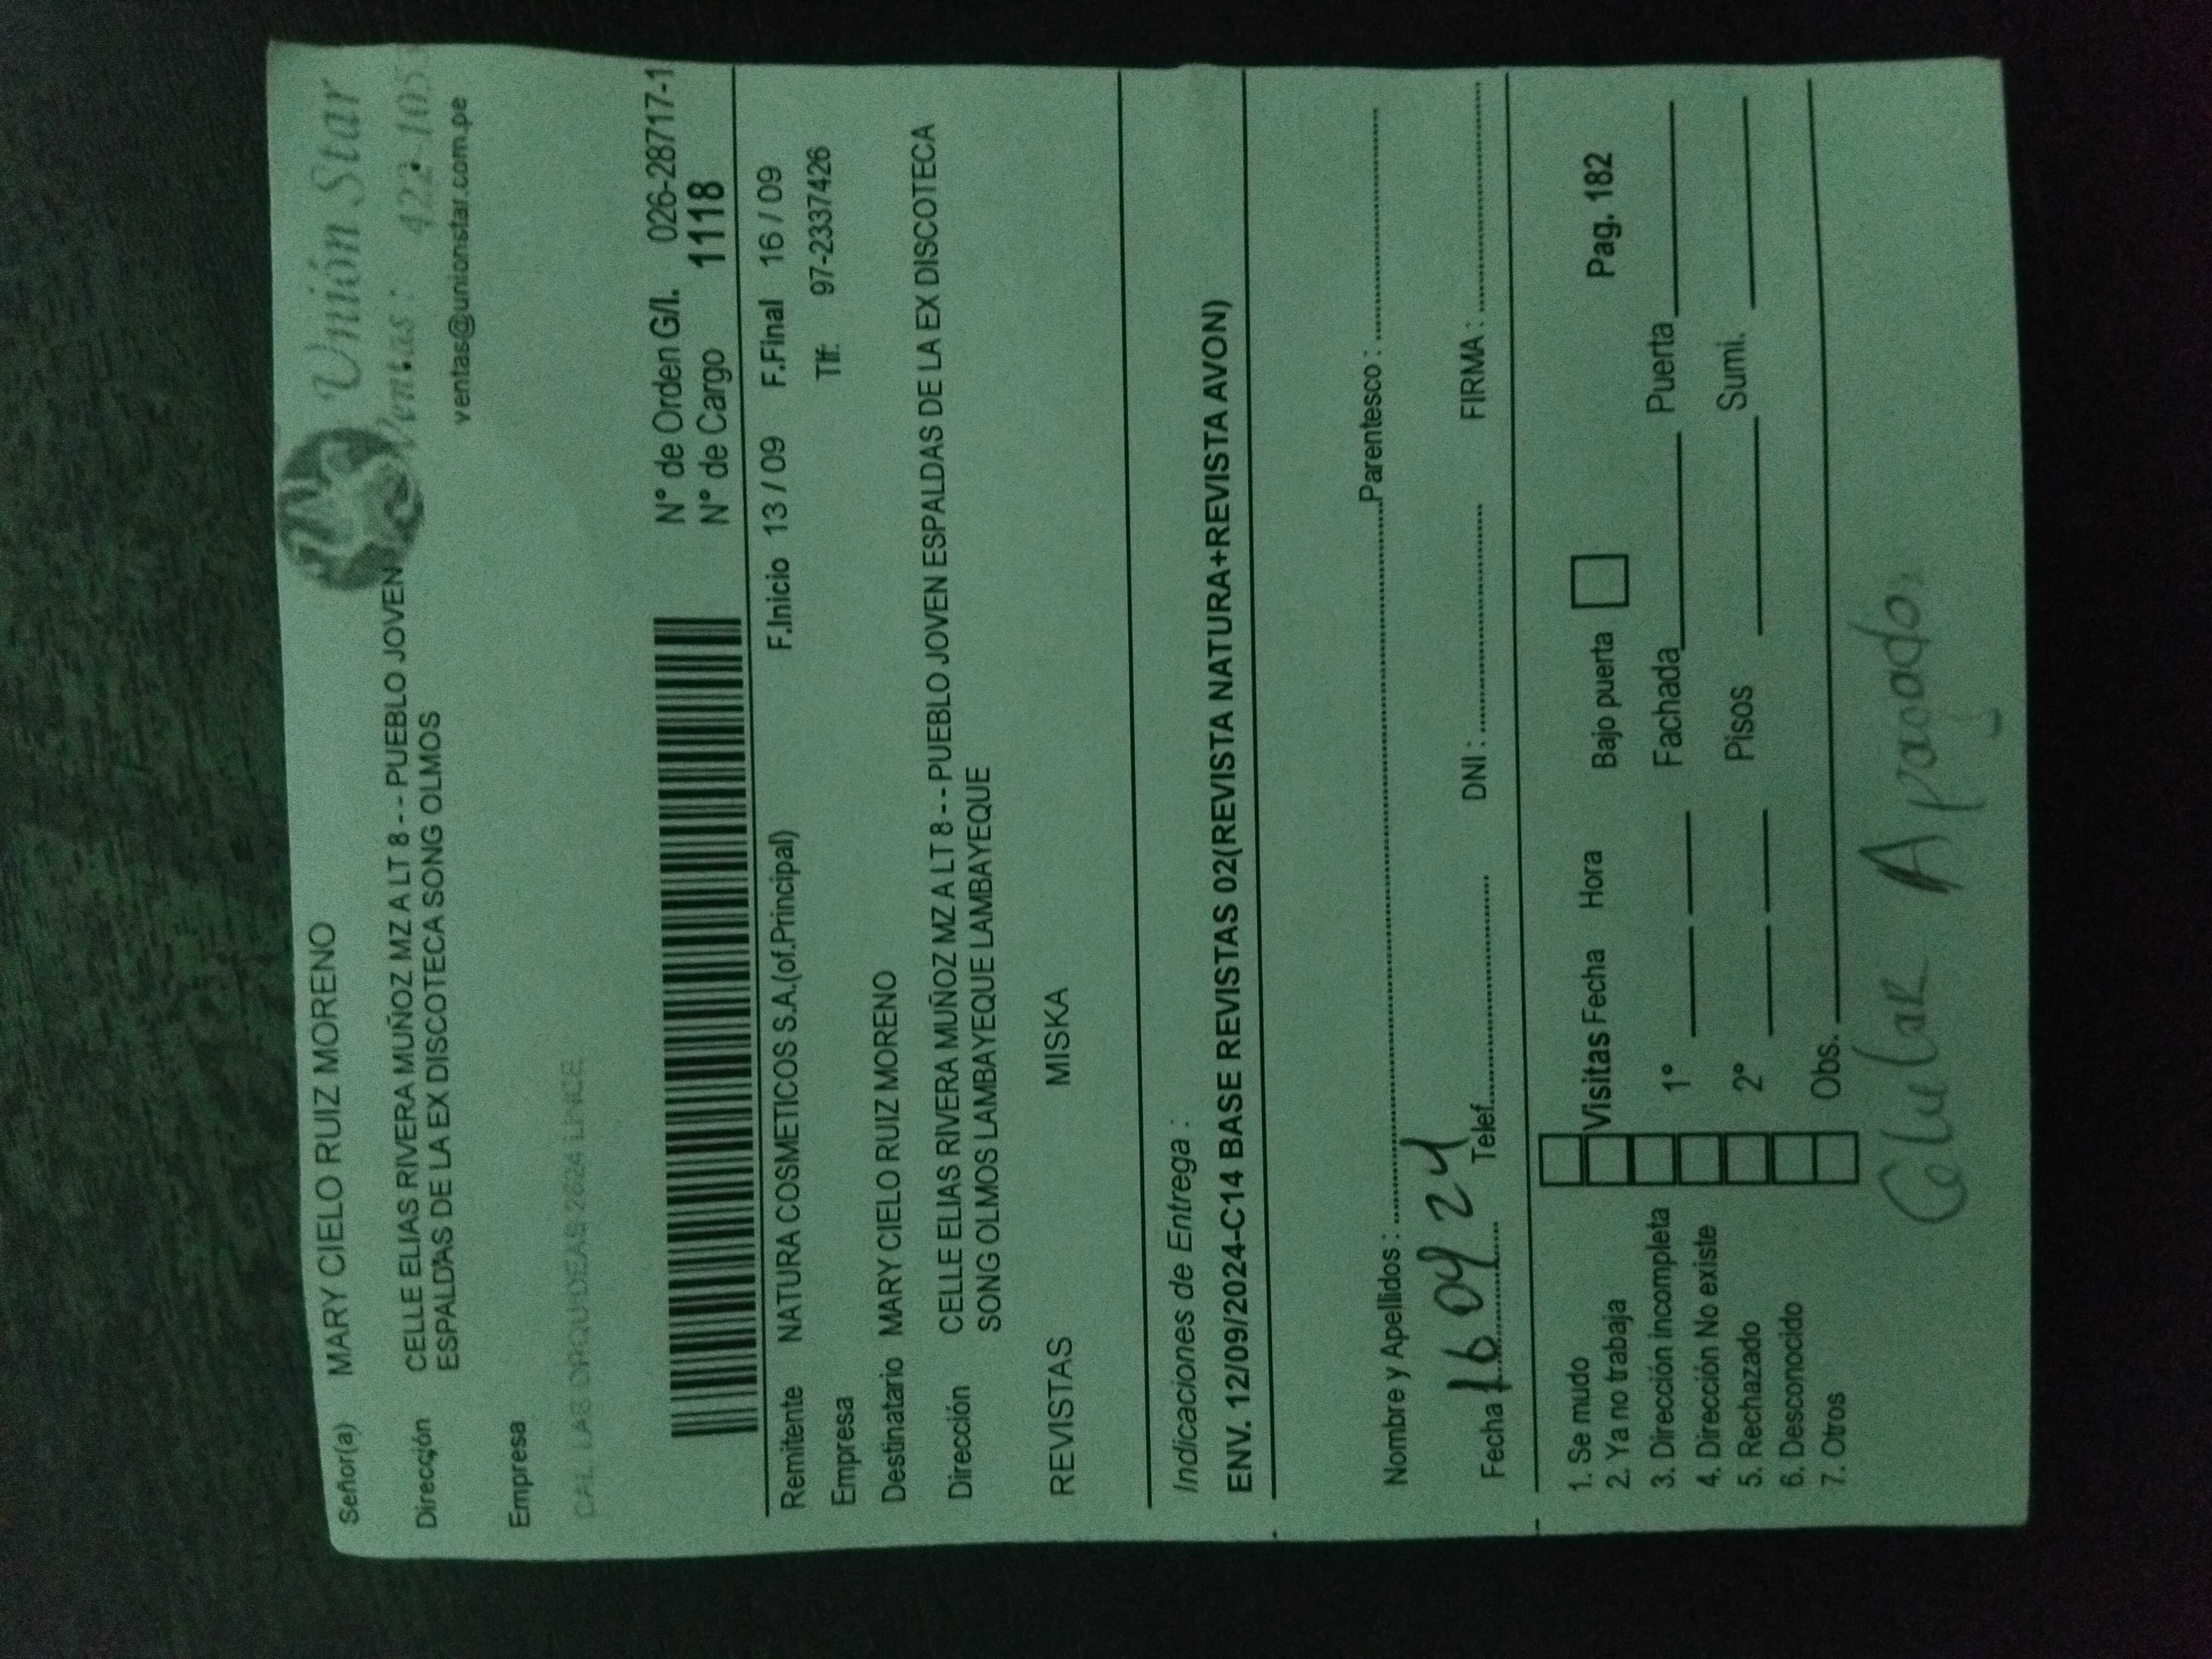 Señor(a) MARY CIELO RUIZ MORENO
Unión Star
Ventas: 422-105
ventas@unionstar.com.pe
Dirección CELLE ELIAS RIVERA MUÑOZ MZ A LT 8 - - PUEBLO JOVEN
ESPALDAS DE LA EX DISCOTECA SONG OLMOS
Empresa
CAL. LAS ORQUIDEAS 2624 LINCE
N° de Orden G/I. 026-28717-1
N° de Cargo 1118
F.Inicio 13 / 09 F.Final 16 / 09
Remitente NATURA COSMETICOS S.A.(of.Principal)
Tlf: 97-2337426
Empresa
Destinatario MARY CIELO RUIZ MORENO
Dirección CELLE ELIAS RIVERA MUÑOZ MZ A LT 8 - - PUEBLO JOVEN ESPALDAS DE LA EX DISCOTECA
SONG OLMOS LAMBAYEQUE LAMBAYEQUE
REVISTAS MISKA
Indicaciones de Entrega :
ENV. 12/09/2024-C14 BASE REVISTAS 02(REVISTA NATURA+REVISTA AVON)
Nombre y Apellidos : Parentesco :
Fecha 16 09 24 Telef. DNI : FIRMA :
1. Se mudo
2. Ya no trabaja
3. Dirección incompleta
4. Dirección No existe
5. Rechazado
6. Desconocido
7. Otros
Visitas Fecha Hora Bajo puerta Pag. 182
1° Fachada Puerta
2° Pisos Sumi.
Obs.
Celular Apagado.